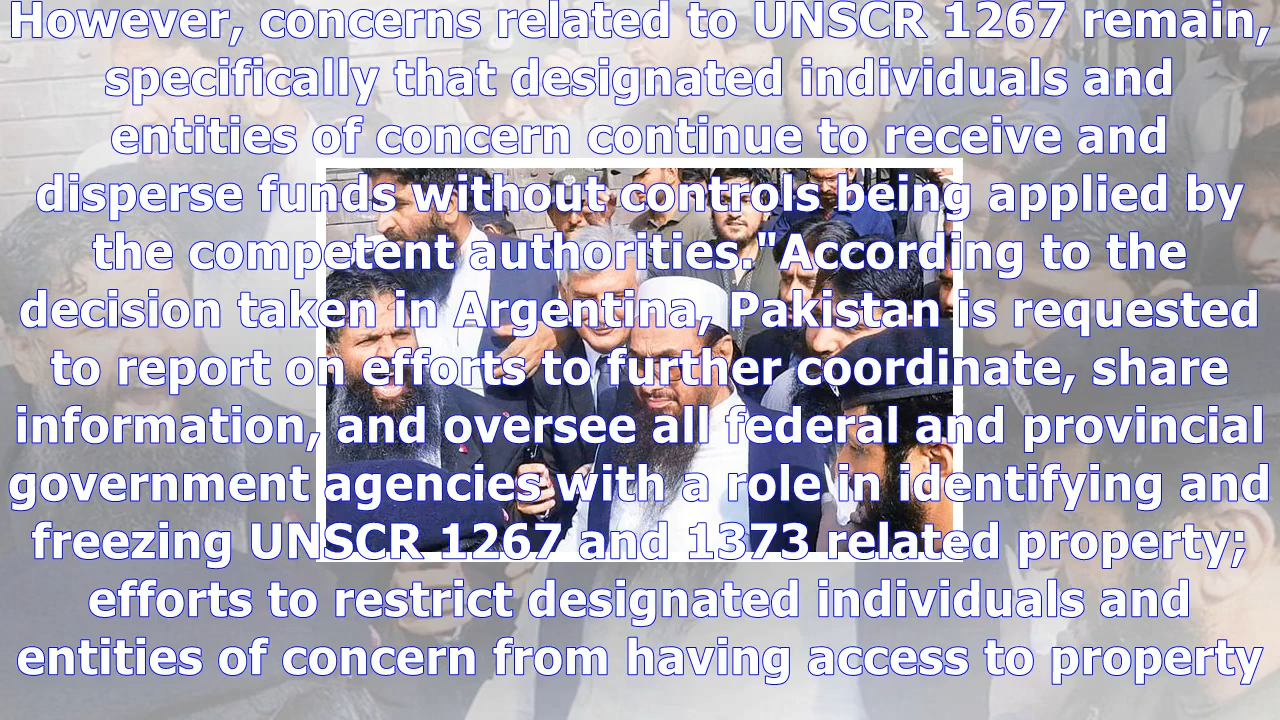 However, concerns related to UNSCR 1267 remain,
specifically that designated individuals and
entities of concern continue to receive and
disperse funds without controls being applied by
the competent authorities."According to the
decision taken in Argentina, Pakistan is requested
to report on efforts to further coordinate, share
information, and oversee all federal and provincial
government agencies with a role in identifying and
freezing UNSCR 1267 and 1373 related property;
efforts to restrict designated individuals and
entities of concern from having access to property